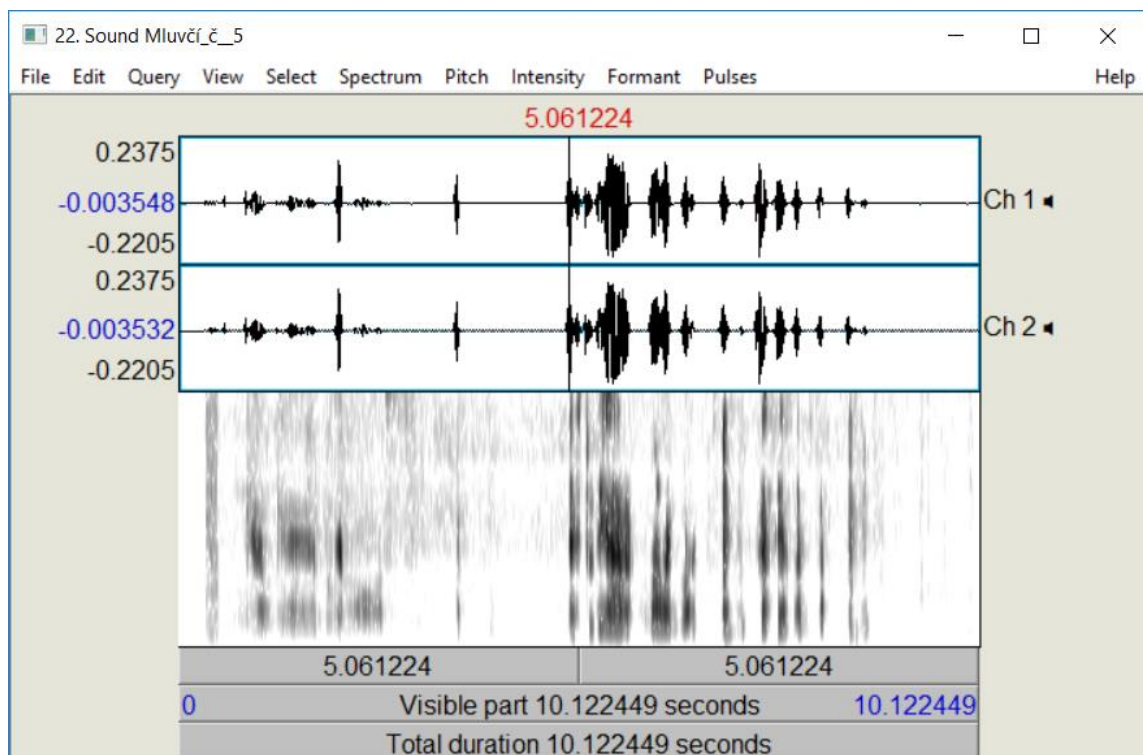 22. Sound Mluvčí_č__5
File Edit Query View Select Spectrum Pitch Intensity Formant Pulses Help
5.061224
0.2375
-0.003548 Ch 1
-0.2205
0.2375
-0.003532 Ch 2
-0.2205
5.061224 5.061224
0 Visible part 10.122449 seconds 10.122449
Total duration 10.122449 seconds